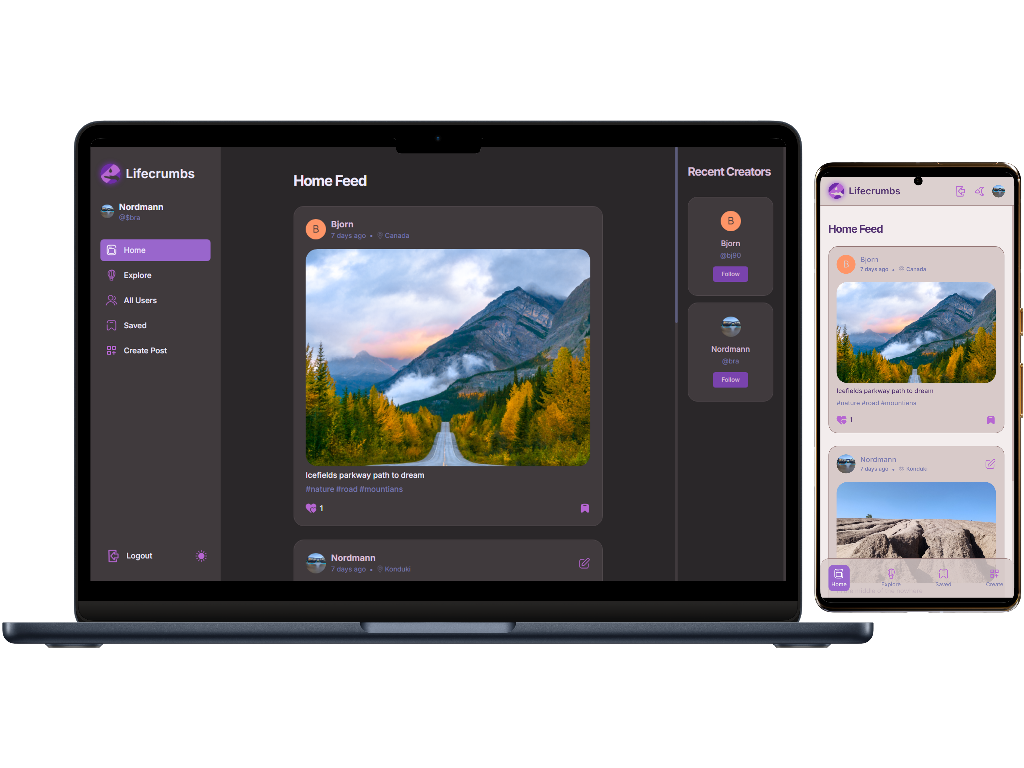 Lifecrumbs
Nordmann
@$bra
Home
Explore
All Users
Saved
Create Post
Logout
Home Feed
B
Bjorn
7 days ago • Canada
Icefields parkway path to dream
#nature #road #mountians
1
Nordmann
7 days ago • Konduki
Recent Creators
B
Bjorn
@bj90
Follow
Nordmann
@bra
Follow
Lifecrumbs
Home Feed
B
Bjorn
7 days ago • Canada
Icefields parkway path to dream
#nature #road #mountians
1
Nordmann
7 days ago • Konduki
Home
Explore
Saved
Create